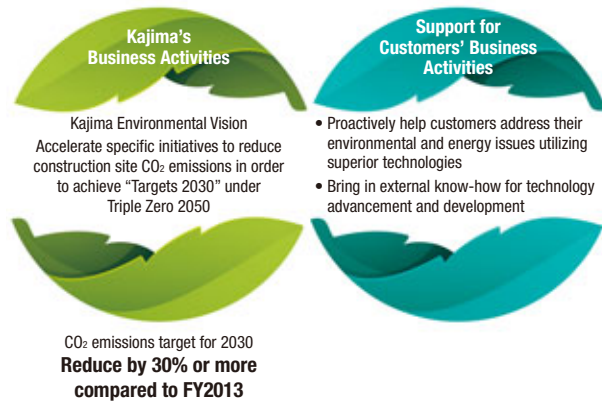 Kajima's
Business Activities
Kajima Environmental Vision
Accelerate specific initiatives to reduce
construction site CO₂ emissions in order
to achieve “Targets 2030” under
Triple Zero 2050
CO₂ emissions target for 2030
Reduce by 30% or more
compared to FY2013
Support for
Customers' Business
Activities
• Proactively help customers address their
environmental and energy issues utilizing
superior technologies
• Bring in external know-how for technology
advancement and development